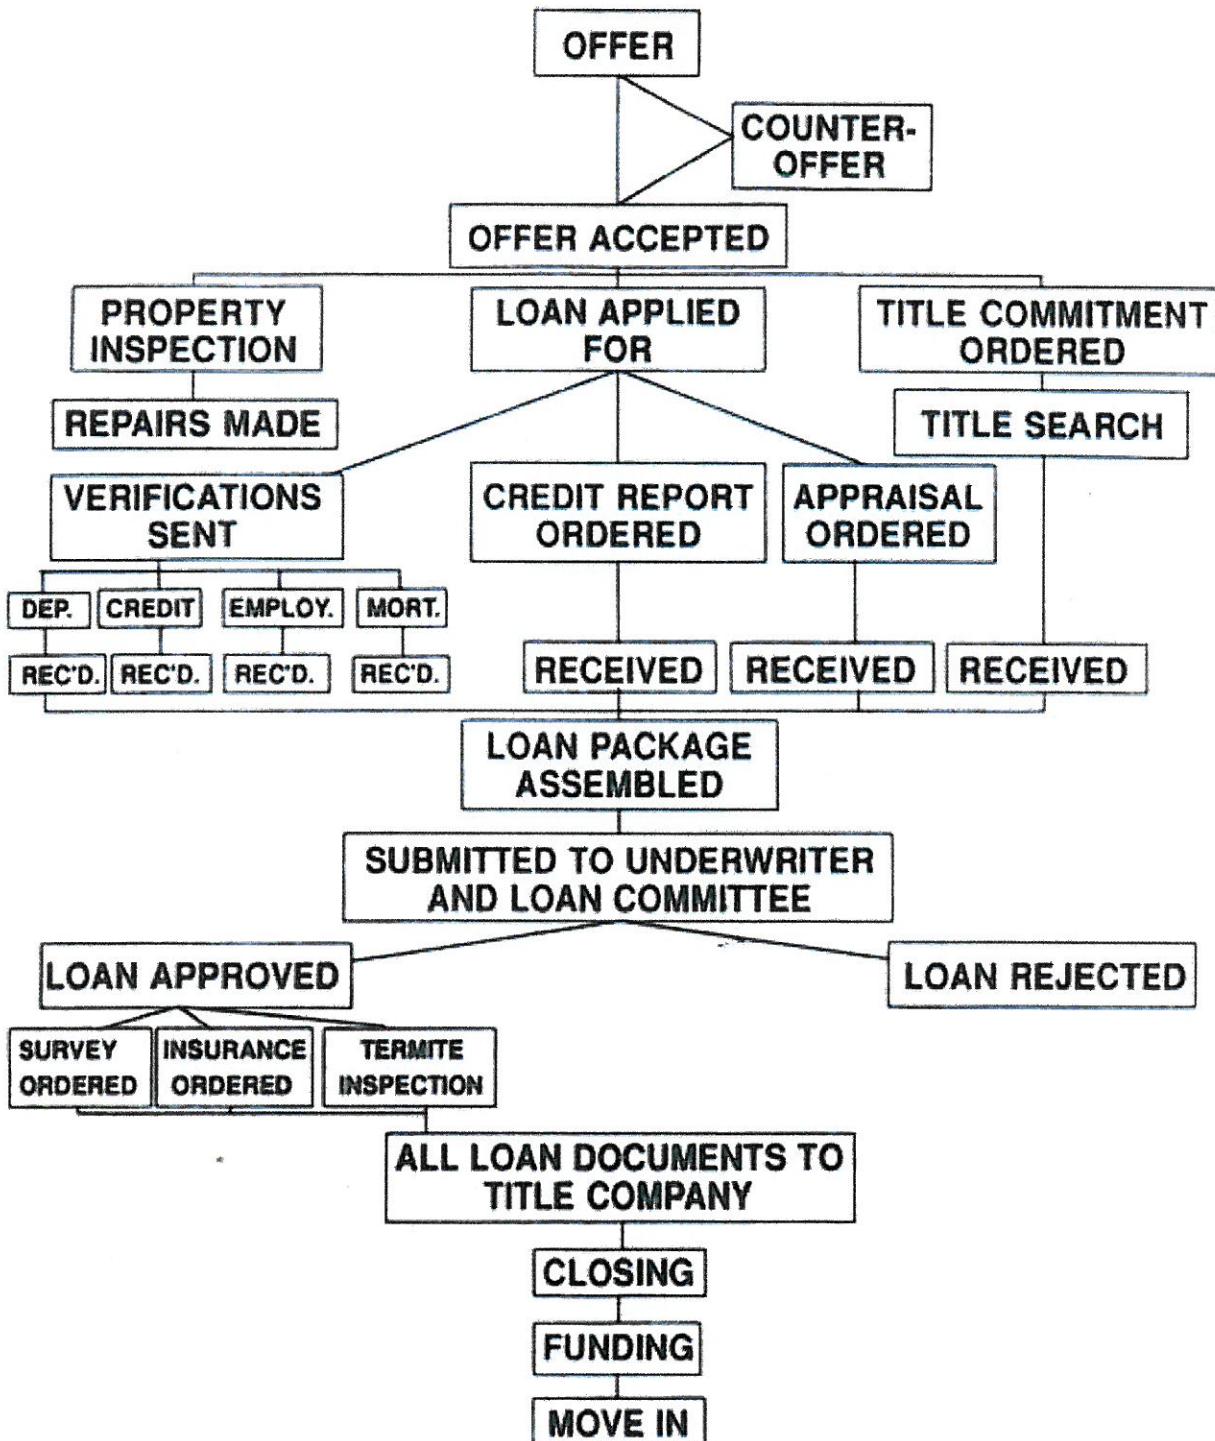 OFFER
COUNTER-
OFFER
OFFER ACCEPTED
PROPERTY
INSPECTION
LOAN APPLIED
FOR
TITLE COMMITMENT
ORDERED
REPAIRS MADE
TITLE SEARCH
VERIFICATIONS
SENT
CREDIT REPORT
ORDERED
APPRAISAL
ORDERED
DEP.
CREDIT
EMPLOY.
MORT.
REC'D.
REC'D.
REC'D.
REC'D.
RECEIVED
RECEIVED
RECEIVED
LOAN PACKAGE
ASSEMBLED
SUBMITTED TO UNDERWRITER
AND LOAN COMMITTEE
LOAN APPROVED
LOAN REJECTED
SURVEY
ORDERED
INSURANCE
ORDERED
TERMITE
INSPECTION
ALL LOAN DOCUMENTS TO
TITLE COMPANY
CLOSING
FUNDING
MOVE IN